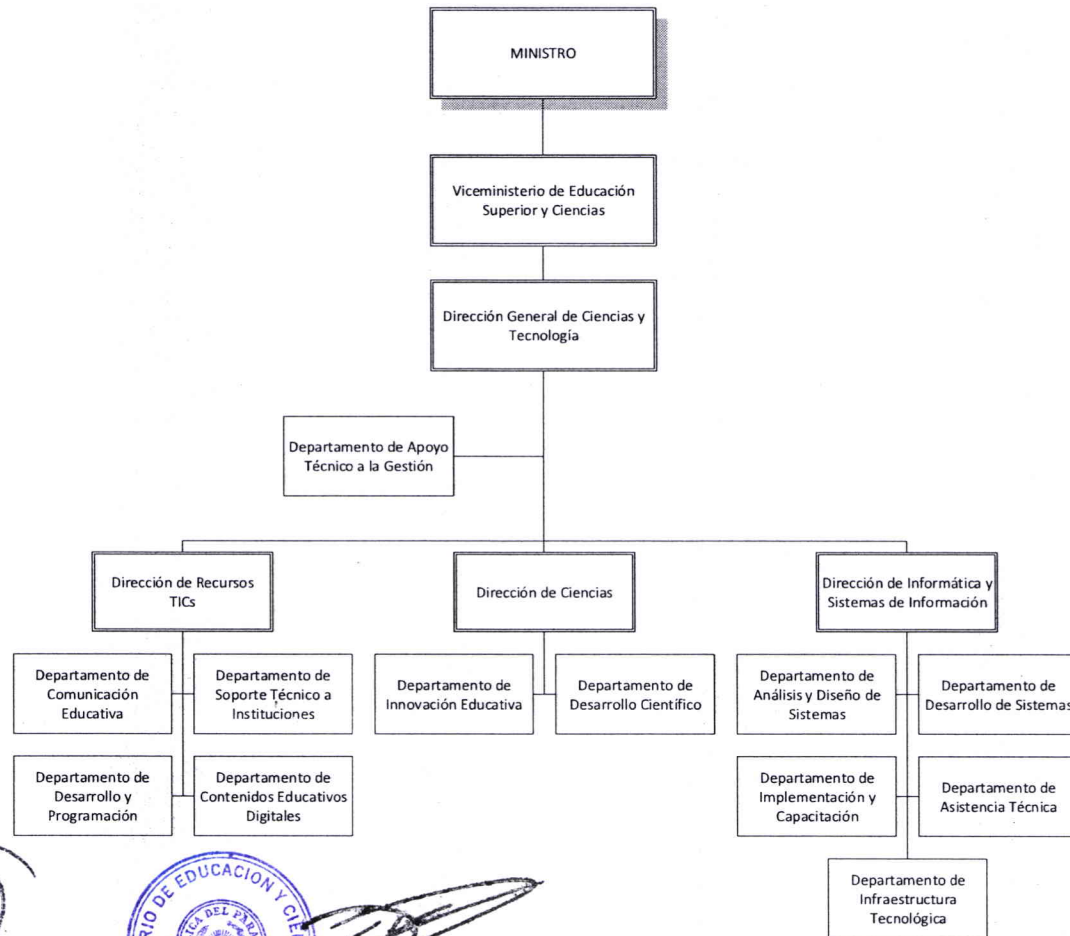 MINISTRO
Viceministerio de Educación
Superior y Ciencias
Dirección General de Ciencias y
Tecnología
Departamento de Apoyo
Técnico a la Gestión
Dirección de Recursos
TICs
Dirección de Ciencias
Dirección de Informática y
Sistemas de Información
Departamento de
Comunicación
Educativa
Departamento de
Soporte Técnico a
Instituciones
Departamento de
Innovación Educativa
Departamento de
Desarrollo Científico
Departamento de
Análisis y Diseño de
Sistemas
Departamento de
Desarrollo de Sistemas
Departamento de
Desarrollo y
Programación
Departamento de
Contenidos Educativos
Digitales
Departamento de
Implementación y
Capacitación
Departamento de
Asistencia Técnica
Departamento de
Infraestructura
Tecnológica
DE EDUCACION Y
DEL